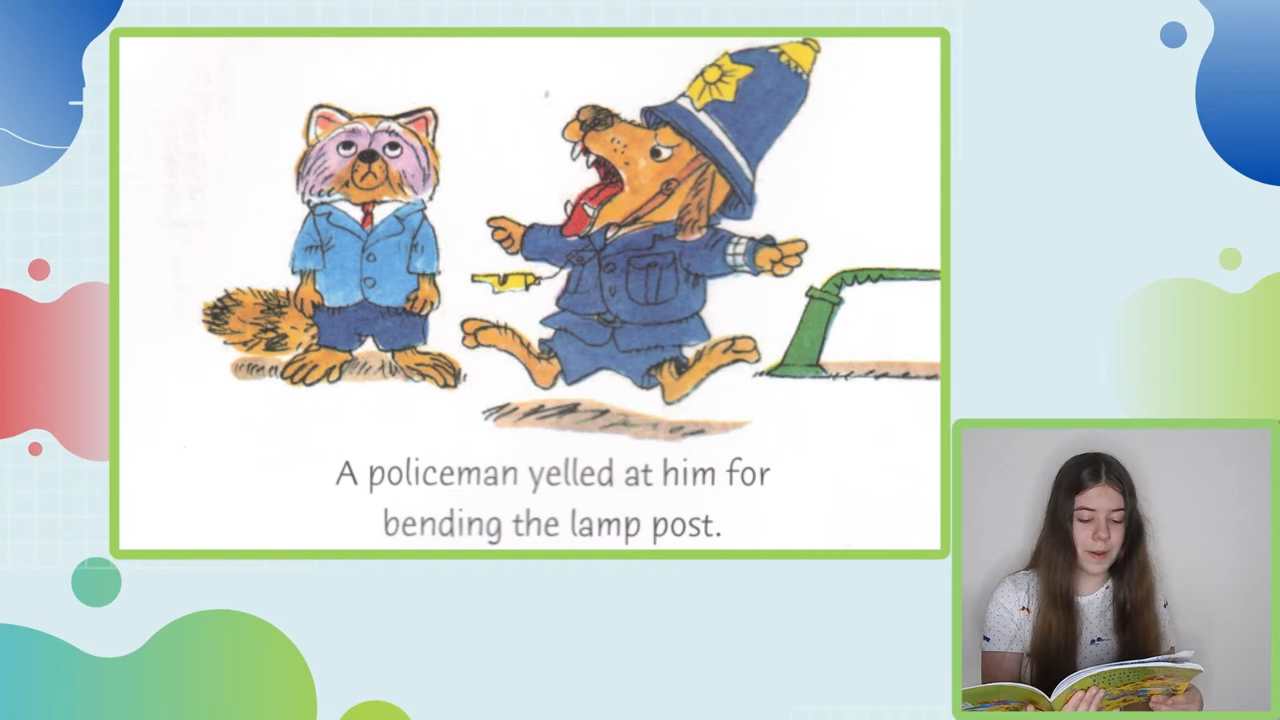 A policeman yelled at him for
bending the lamp post.